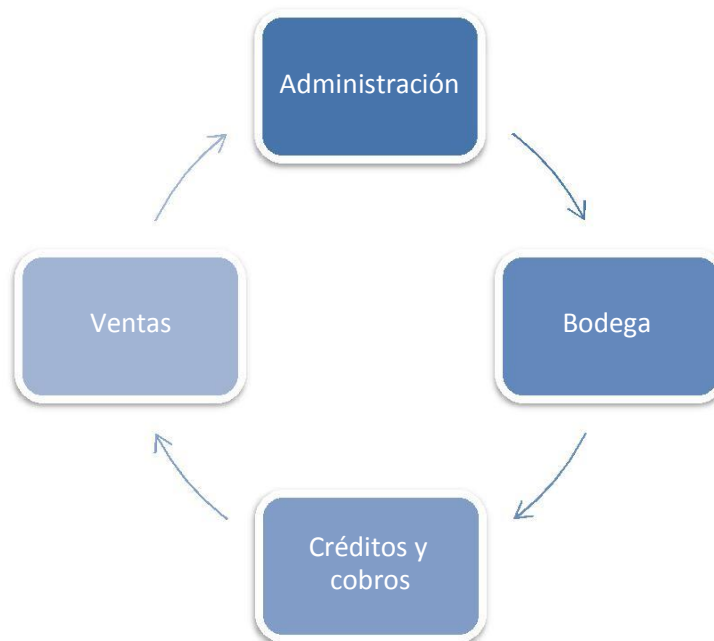 Administración
Bodega
Créditos y
cobros
Ventas